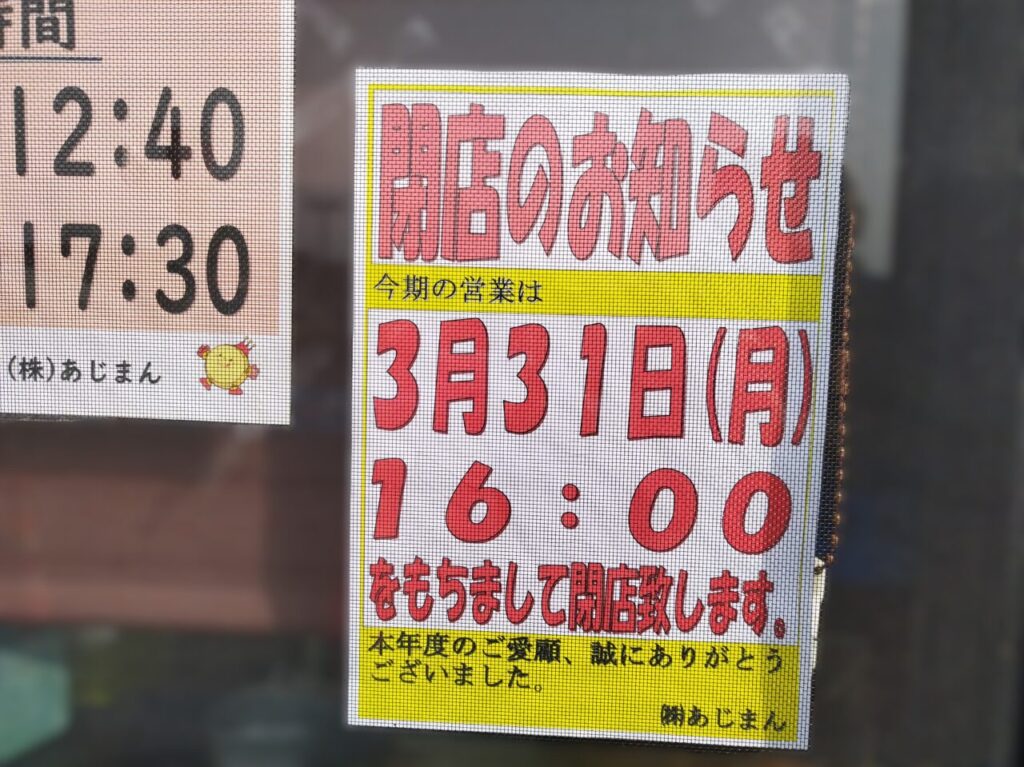 時間
12:40
17:30
(株)あじまん
閉店のお知らせ
今期の営業は
3月31日(月)
16:00
をもちまして閉店致します。
本年度のご愛顧、誠にありがとう
ございました。
㈱あじまん